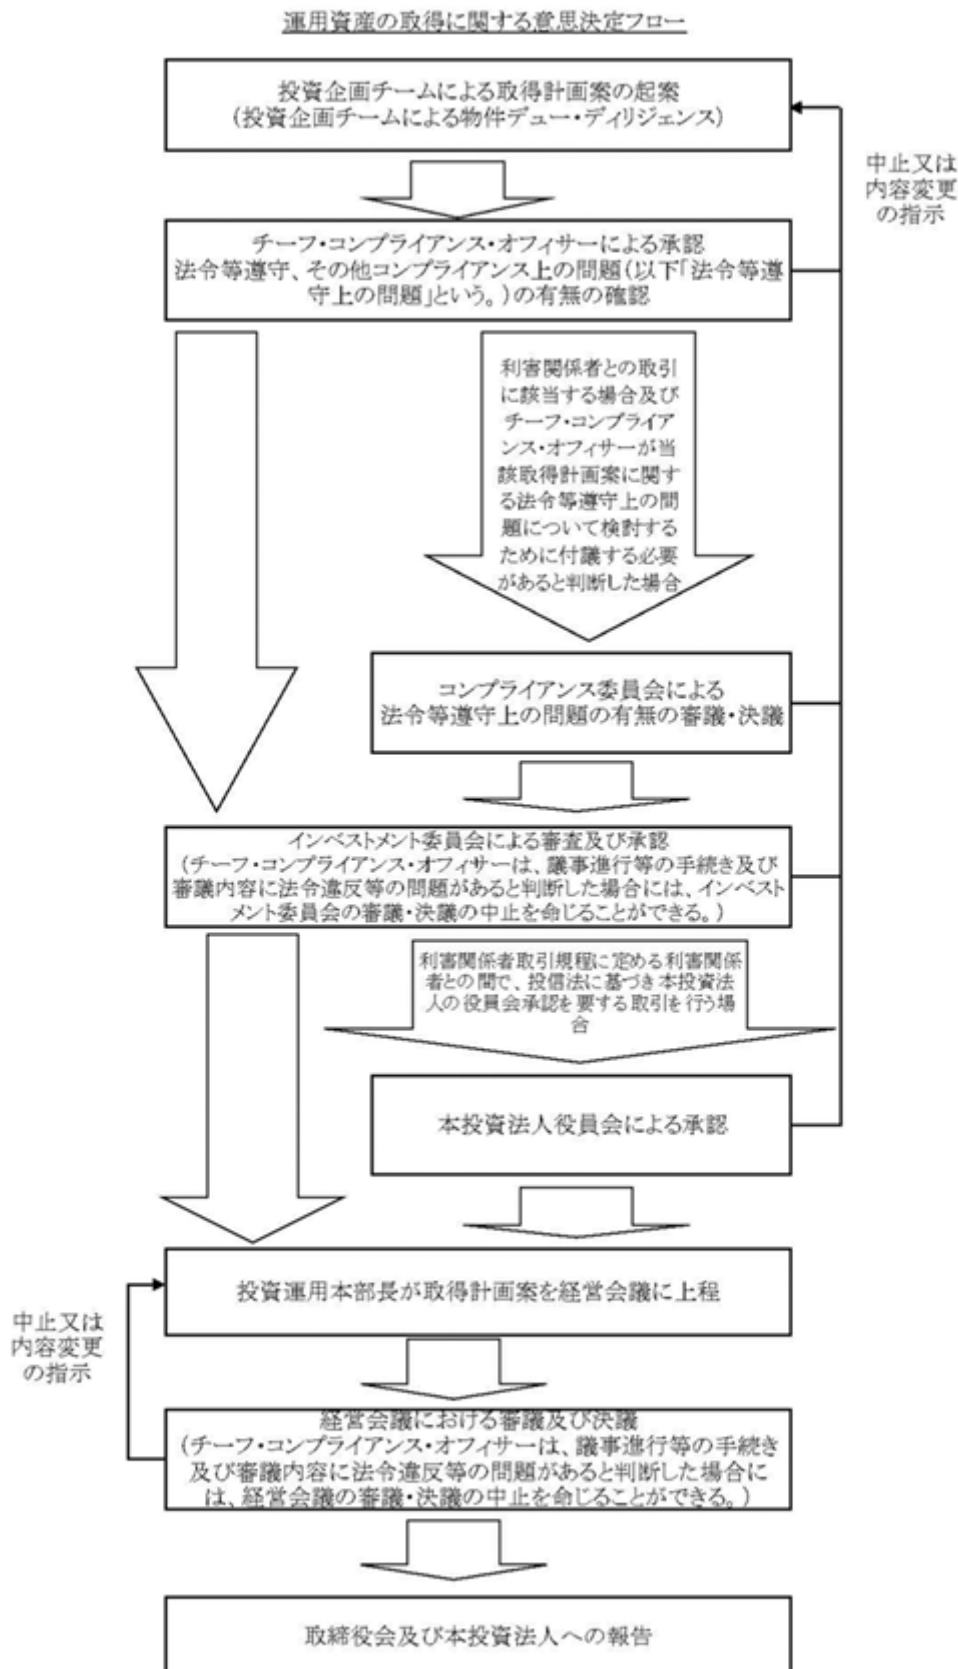 運用資産の取得に関する意思決定フロー
投資企画チームによる取得計画案の起案
(投資企画チームによる物件デュー・ディリジェンス)
中止又は
内容変更
の指示
チーフ・コンプライアンス・オフィサーによる承認
法令等遵守、その他コンプライアンス上の問題(以下「法令等遵
守上の問題」という。)の有無の確認
利害関係者との取引
に該当する場合及び
チーフ・コンプライア
ンス・オフィサーが当
該取得計画案に関す
る法令等遵守上の問
題について検討する
ために付議する必要
があると判断した場合
コンプライアンス委員会による
法令等遵守上の問題の有無の審議・決議
インベストメント委員会による審査及び承認
(チーフ・コンプライアンス・オフィサーは、議事進行等の手続き及び
審議内容に法令違反等の問題があると判断した場合には、インベスト
メント委員会の審議・決議の中止を命じることができる。)
利害関係者取引規程に定める利害関係
者との間で、投信法に基づき本投資法
人の役員会承認を要する取引を行う場
合
本投資法人役員会による承認
投資運用本部長が取得計画案を経営会議に上程
中止又は
内容変更
の指示
経営会議における審議及び決議
(チーフ・コンプライアンス・オフィサーは、議事進行等の手続き
及び審議内容に法令違反等の問題があると判断した場合に
は、経営会議の審議・決議の中止を命じることができる。)
取締役会及び本投資法人への報告